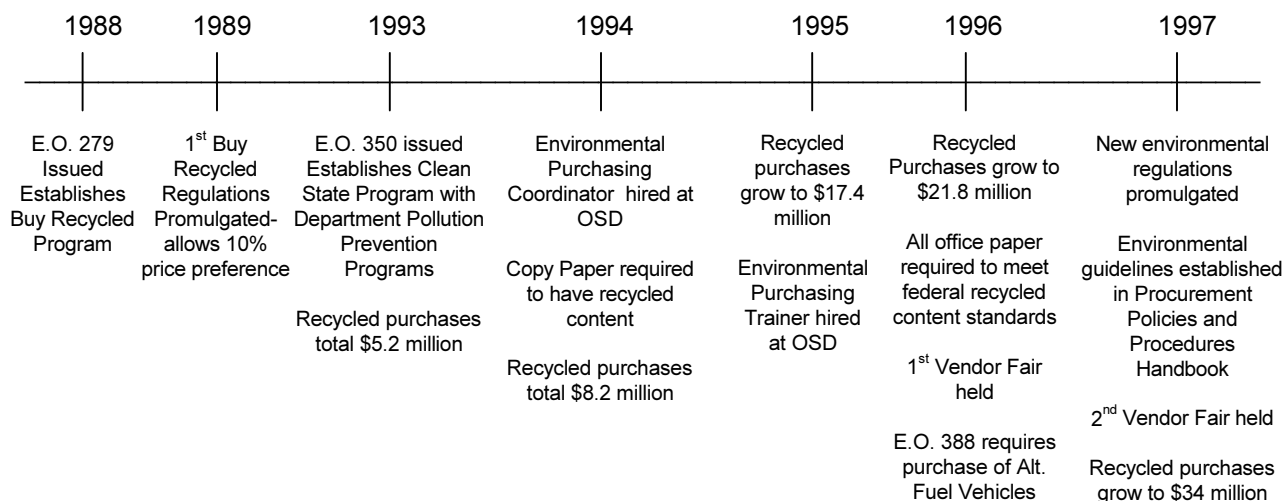 1988
1989
1993
1994
1995
1996
1997
E.O. 279
Issued
Establishes
Buy Recycled
Program
1st Buy
Recycled
Regulations
Promulgated-
allows 10%
price preference
E.O. 350 issued
Establishes Clean
State Program with
Department Pollution
Prevention
Programs
Recycled purchases
total $5.2 million
Environmental
Purchasing
Coordinator hired at
OSD
Copy Paper required
to have recycled
content
Recycled purchases
total $8.2 million
Recycled
purchases
grow to $17.4
million
Environmental
Purchasing
Trainer hired
at OSD
Recycled
Purchases grow to
$21.8 million
All office paper
required to meet
federal recycled
content standards
1st Vendor Fair
held
E.O. 388 requires
purchase of Alt.
Fuel Vehicles
New environmental
regulations
promulgated
Environmental
guidelines established
in Procurement
Policies and
Procedures
Handbook
2nd Vendor Fair held
Recycled purchases
grow to $34 million